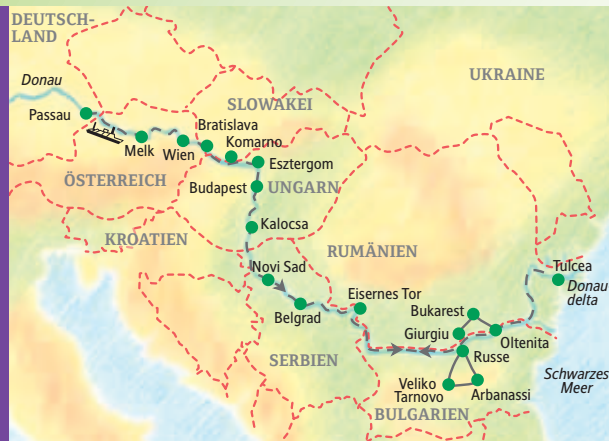 DEUTSCH-
LAND
UKRAINE
Donau
Passau
SLOWAKEI
Bratislava
Komarno
Melk
Wien
Esztergom
ÖSTERREICH
Budapest
UNGARN
Kalocsa
KROATIEN
RUMÄNIEN
Novi Sad
Tulcea
Donau
delta
Eisernes Tor
Belgrad
Bukarest
Giurgiu
Oltenita
SERBIEN
Russe
Schwarzes
Meer
Veliko
Tarnovo
Arbanassi
BULGARIEN